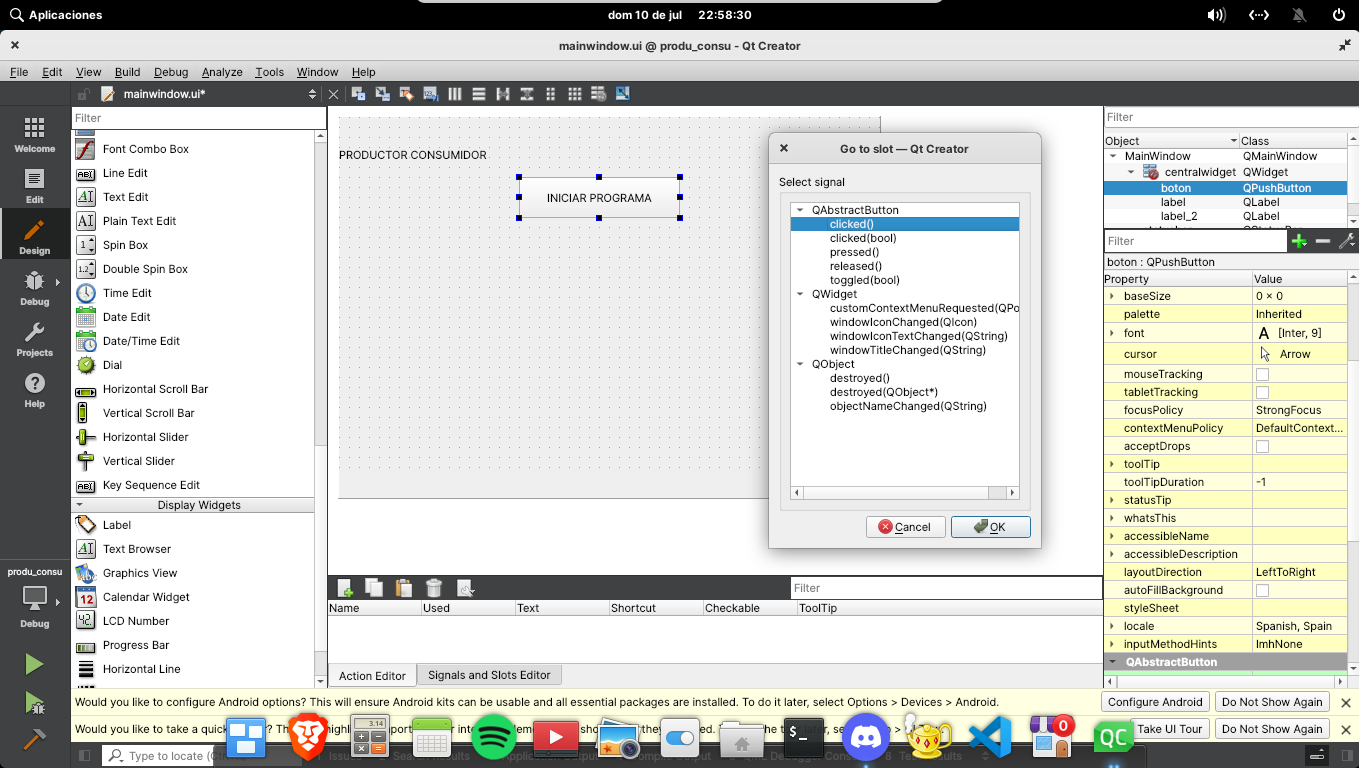 Aplicaciones
dom 10 de jul 22:58:30
mainwindow.ui @ produ_consu - Qt Creator
File Edit View Build Debug Analyze Tools Window Help
mainwindow.ui*
Welcome
Edit
Design
Debug
Projects
Help
produ_consu
Debug
Filter
Font Combo Box
Line Edit
Text Edit
Plain Text Edit
Spin Box
Double Spin Box
Time Edit
Date Edit
Date/Time Edit
Dial
Horizontal Scroll Bar
Vertical Scroll Bar
Horizontal Slider
Vertical Slider
Key Sequence Edit
Display Widgets
Label
Text Browser
Graphics View
Calendar Widget
LCD Number
Progress Bar
Horizontal Line
PRODUCTOR CONSUMIDOR
INICIAR PROGRAMA
Go to slot — Qt Creator
Select signal
QAbstractButton
clicked()
clicked(bool)
pressed()
released()
toggled(bool)
QWidget
customContextMenuRequested(QPo
windowIconChanged(QIcon)
windowIconTextChanged(QString)
windowTitleChanged(QString)
QObject
destroyed()
destroyed(QObject*)
objectNameChanged(QString)
Cancel
OK
Filter
Name Used Text Shortcut Checkable ToolTip
Action Editor Signals and Slots Editor
Filter
Object Class
MainWindow QMainWindow
centralwidget QWidget
boton QPushButton
label QLabel
label_2 QLabel
Filter
boton : QPushButton
Property Value
baseSize 0 × 0
palette Inherited
font A [Inter, 9]
cursor Arrow
mouseTracking
tabletTracking
focusPolicy StrongFocus
contextMenuPolicy DefaultContext...
acceptDrops
toolTip
toolTipDuration -1
statusTip
whatsThis
accessibleName
accessibleDescription
layoutDirection LeftToRight
autoFillBackground
styleSheet
locale Spanish, Spain
inputMethodHints ImhNone
QAbstractButton
Would you like to configure Android options? This will ensure Android kits can be usable and all essential packages are installed. To do it later, select Options > Devices > Android.
Configure Android Do Not Show Again
Would you like to take a quick
Take UI Tour Do Not Show Again
Type to locate
3.14
0
QC